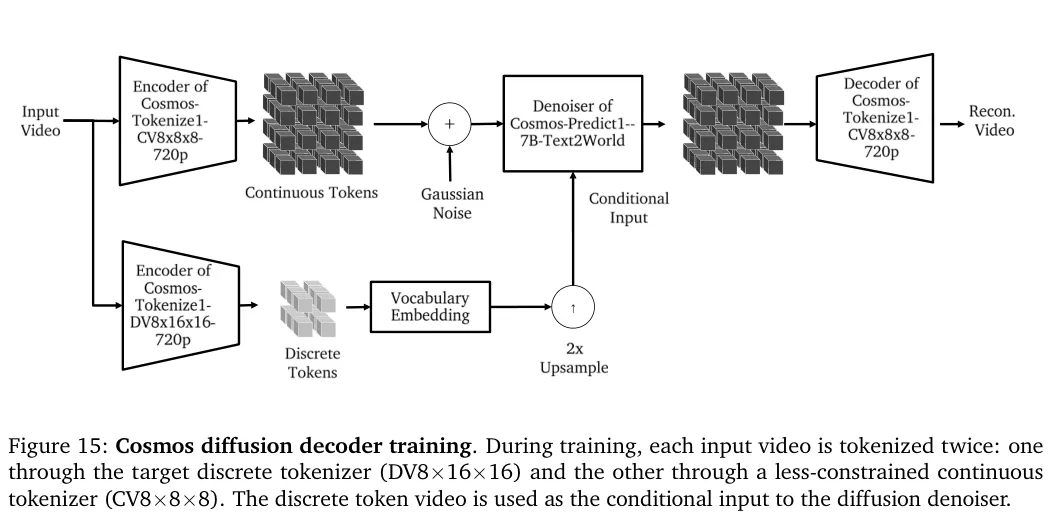 Input
Video
Encoder of
Cosmos-
Tokenize1-
CV8x8x8-
720p
Continuous Tokens
+
Gaussian
Noise
Denoiser of
Cosmos-Predict1--
7B-Text2World
Conditional
Input
Decoder of
Cosmos-
Tokenize1-
CV8x8x8-
720p
Recon.
Video
Encoder of
Cosmos-
Tokenize1-
DV8x16x16-
720p
Discrete
Tokens
Vocabulary
Embedding
↑
2x
Upsample
Figure 15: Cosmos diffusion decoder training. During training, each input video is tokenized twice: one
through the target discrete tokenizer (DV8×16×16) and the other through a less-constrained continuous
tokenizer (CV8×8×8). The discrete token video is used as the conditional input to the diffusion denoiser.